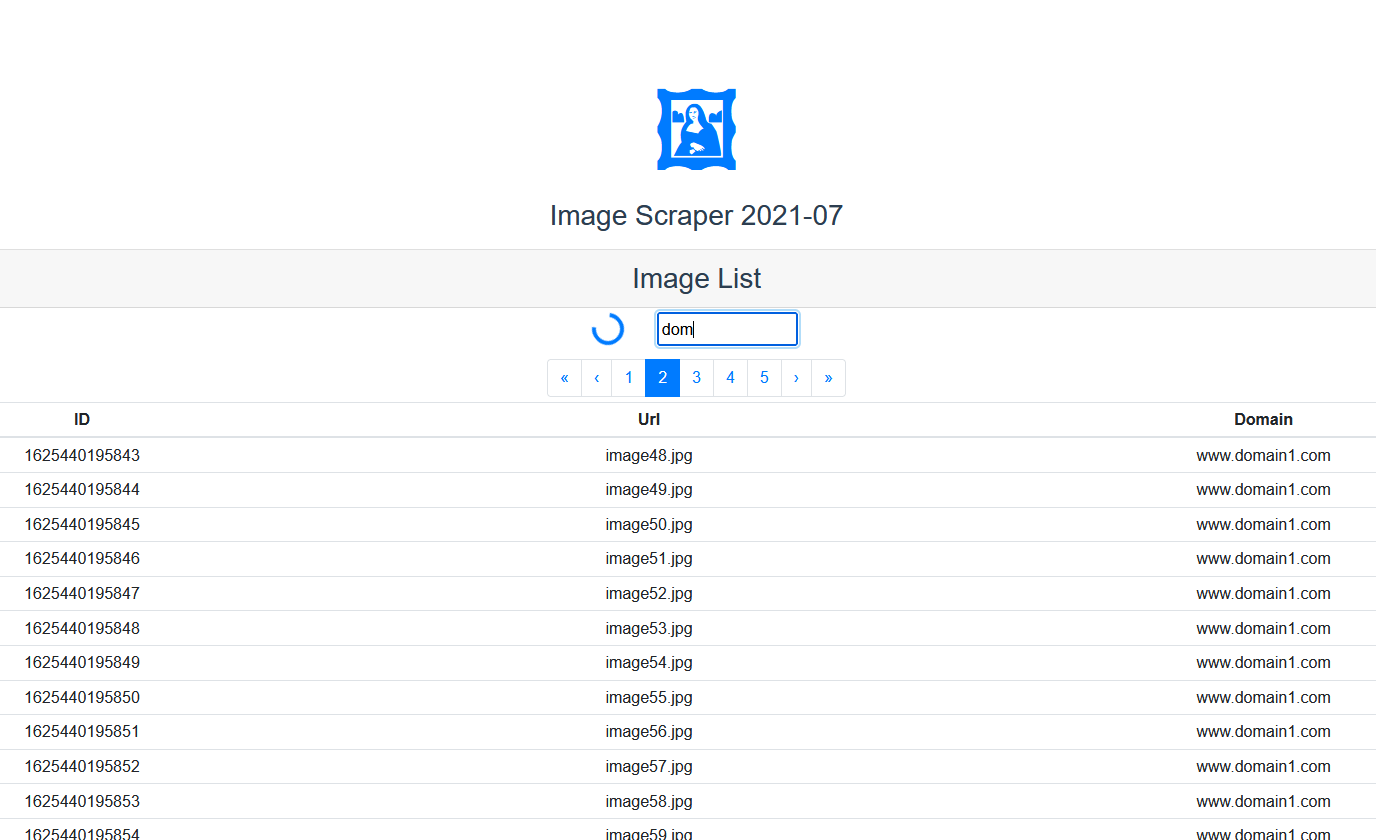 Image Scraper 2021-07
Image List
dom
« ‹ 1 2 3 4 5 › »
ID Url Domain
1625440195843 image48.jpg www.domain1.com
1625440195844 image49.jpg www.domain1.com
1625440195845 image50.jpg www.domain1.com
1625440195846 image51.jpg www.domain1.com
1625440195847 image52.jpg www.domain1.com
1625440195848 image53.jpg www.domain1.com
1625440195849 image54.jpg www.domain1.com
1625440195850 image55.jpg www.domain1.com
1625440195851 image56.jpg www.domain1.com
1625440195852 image57.jpg www.domain1.com
1625440195853 image58.jpg www.domain1.com
1625440195854 image59.jpg www.domain1.com